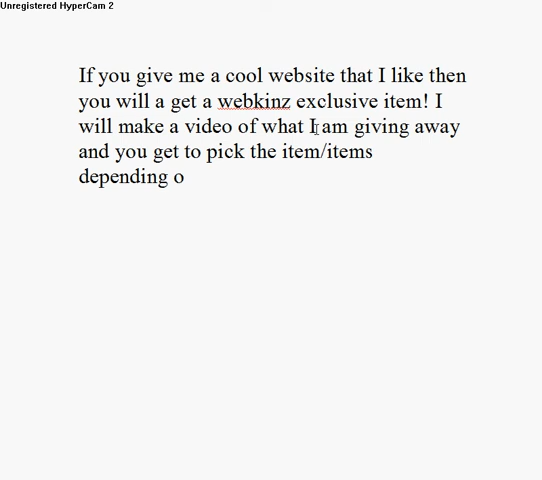 Unregistered HyperCam 2
If you give me a cool website that I like then
you will a get a webkinz exclusive item! I
will make a video of what I am giving away
and you get to pick the item/items
depending o